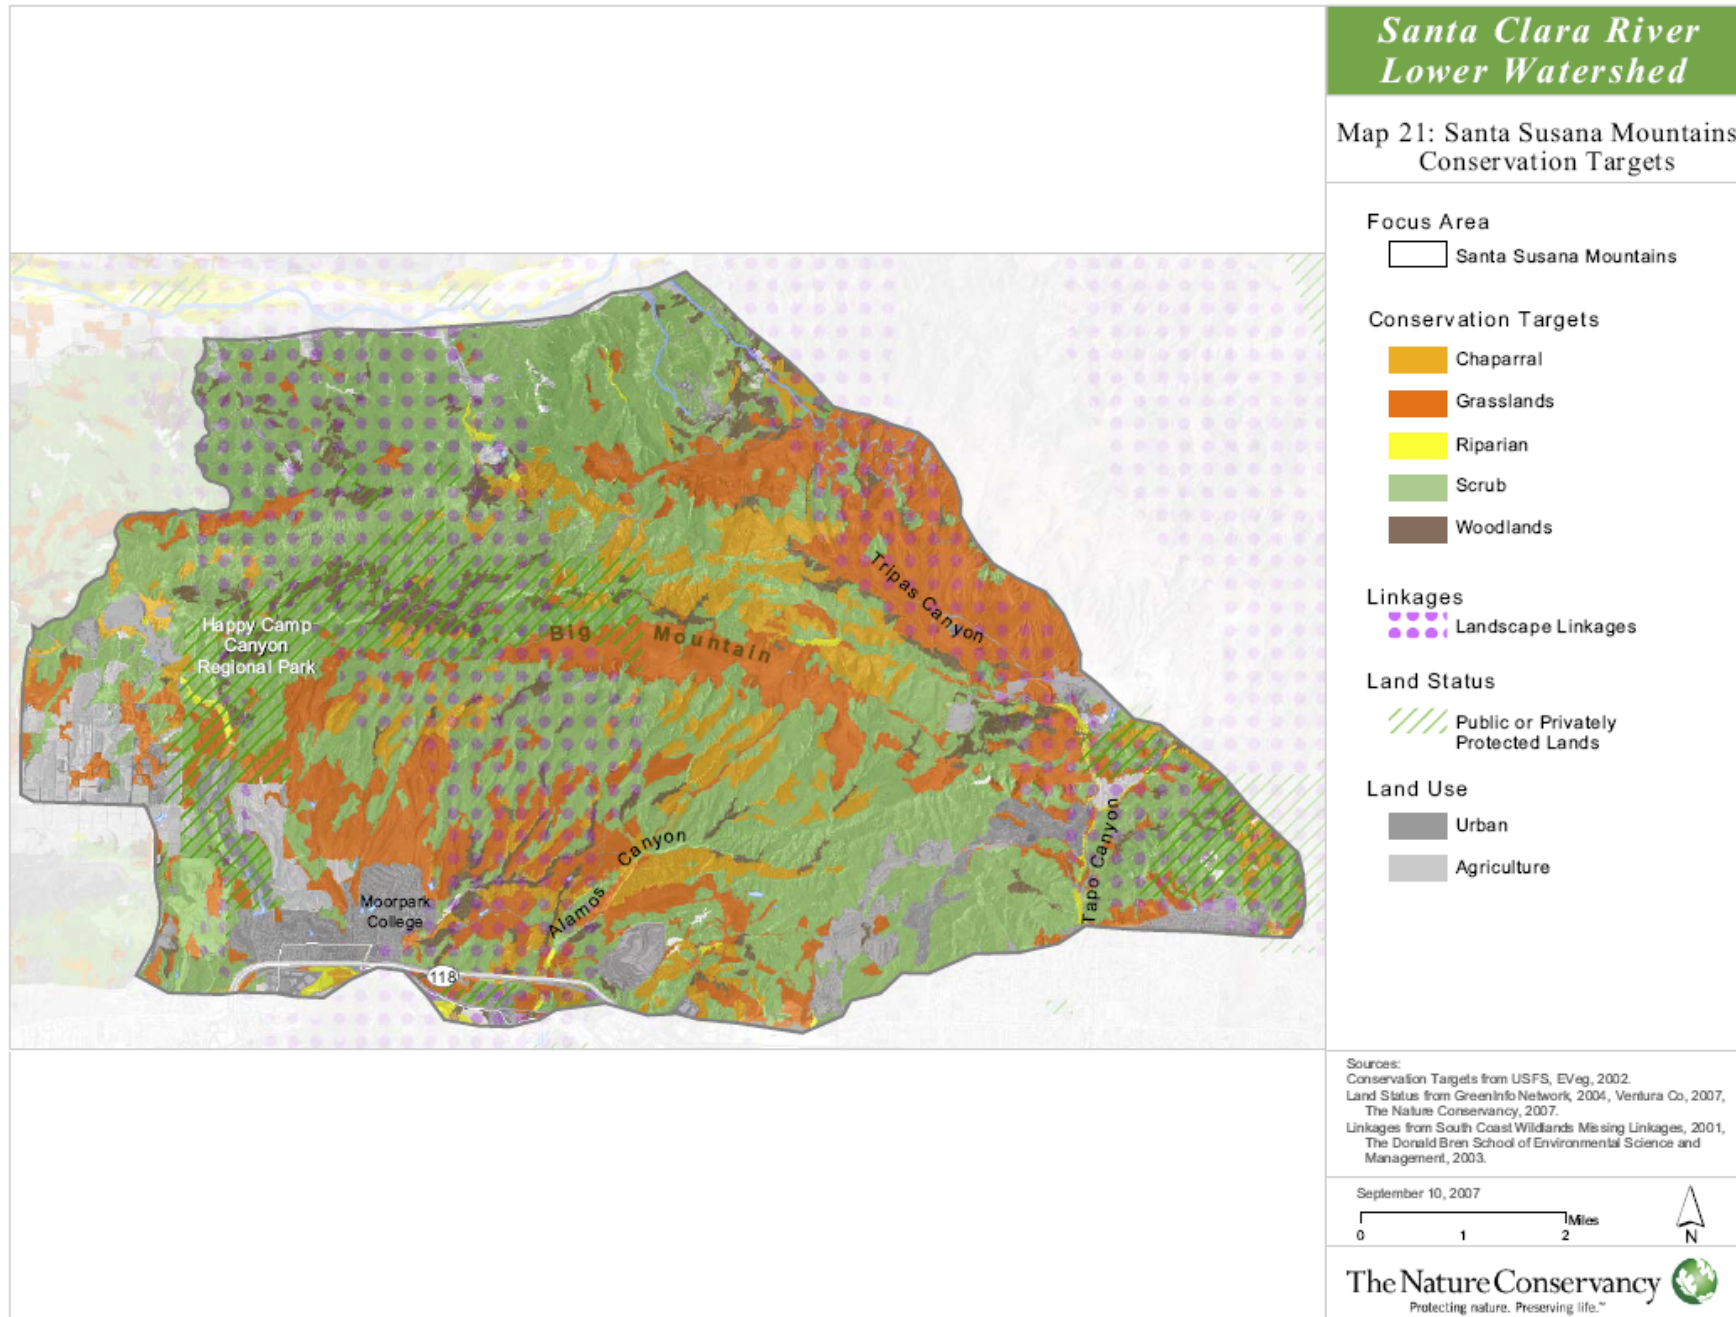 Santa Clara River
Lower Watershed
Map 21: Santa Susana Mountains
Conservation Targets
Focus Area
Santa Susana Mountains
Conservation Targets
Chaparral
Grasslands
Riparian
Scrub
Woodlands
Linkages
Landscape Linkages
Land Status
Public or Privately
Protected Lands
Land Use
Urban
Agriculture
Happy Camp
Canyon
Regional Park
Big Mountain
Tripas Canyon
Tapo Canyon
Alamos Canyon
Moorpark
College
118
Sources:
Conservation Targets from USFS, EVeg, 2002.
Land Status from GreenInfo Network, 2004, Ventura Co, 2007,
The Nature Conservancy, 2007.
Linkages from South Coast Wildlands Missing Linkages, 2001,
The Donald Bren School of Environmental Science and
Management, 2003.
September 10, 2007
Miles
0 1 2
N
The Nature Conservancy
Protecting nature. Preserving life.™